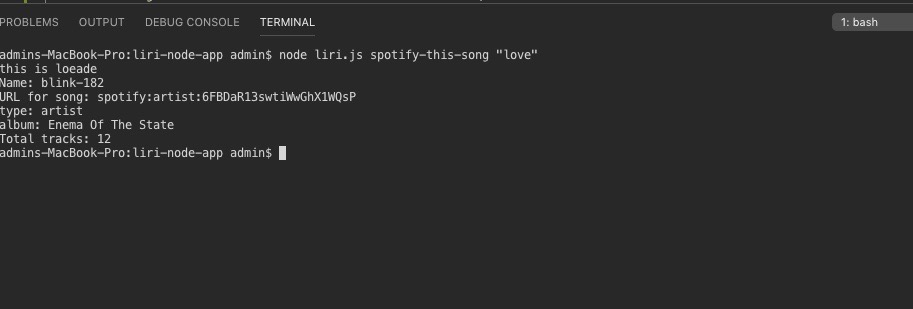 PROBLEMS OUTPUT DEBUG CONSOLE TERMINAL 1: bash
admins-MacBook-Pro:liri-node-app admin$ node liri.js spotify-this-song "love"
this is loeade
Name: blink-182
URL for song: spotify:artist:6FBDaR13swtiWwGhX1WQsP
type: artist
album: Enema Of The State
Total tracks: 12
admins-MacBook-Pro:liri-node-app admin$